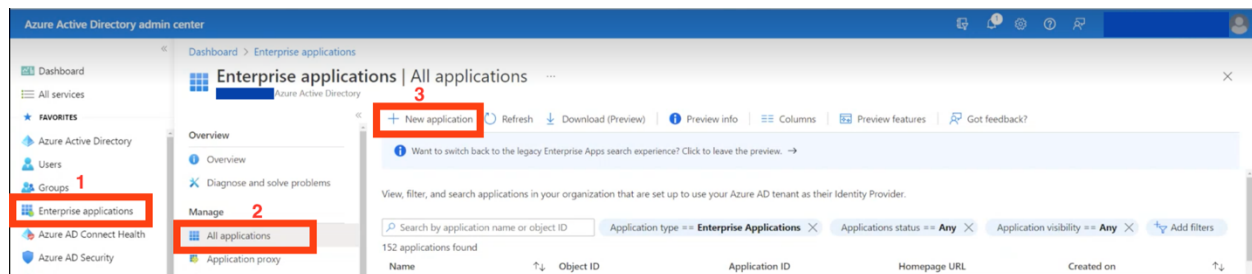 Azure Active Directory admin center
1
Dashboard > Enterprise applications
Dashboard
All services
FAVORITES
Azure Active Directory
Users
Groups 1
Enterprise applications
Azure AD Connect Health
Azure AD Security
Enterprise applications | All applications ...
Azure Active Directory
Overview
Overview
Diagnose and solve problems
Manage 2
All applications
Application proxy
3
New application Refresh Download (Preview) Preview info Columns Preview features Got feedback?
Want to switch back to the legacy Enterprise Apps search experience? Click to leave the preview. →
View, filter, and search applications in your organization that are set up to use your Azure AD tenant as their Identity Provider.
Search by application name or object ID Application type == Enterprise Applications Applications status == Any Application visibility == Any Add filters
152 applications found
Name Object ID Application ID Homepage URL Created on